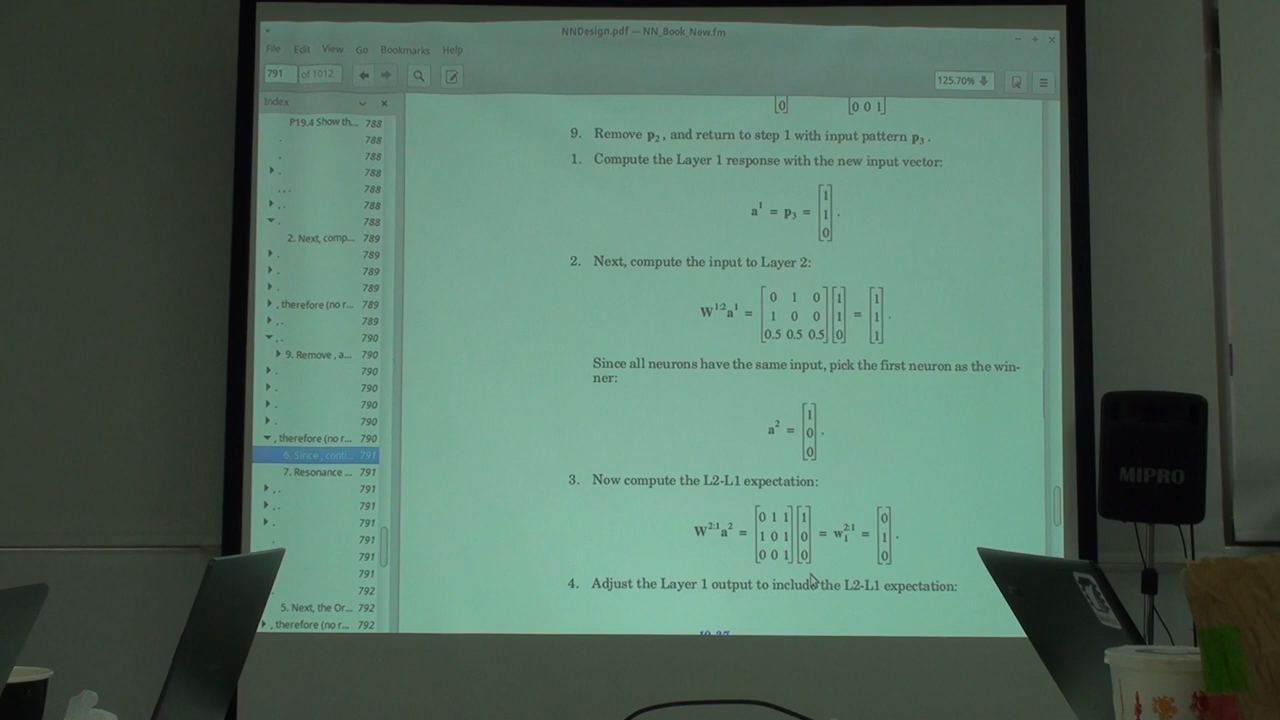 NNDesign.pdf — NN_Book_New.fm
File Edit View Go Bookmarks Help
791 of 1012 125.70%
Index
P19.4 Show th... 788
. 788
. 788
. 788
... 788
,. 788
. 788
2. Next, comp... 789
. 789
. 789
. 789
, therefore (no r... 789
,. 789
,. 790
9. Remove , a... 790
. 790
. 790
. 790
. 790
, therefore (no r... 790
6. Since , conti... 791
7. Resonance ... 791
,. 791
,. 791
. 791
. 791
. 791
. 791
. 792
5. Next, the Or... 792
, therefore (no r... 792
[0] [0 0 1]
9. Remove p2, and return to step 1 with input pattern p3.
1. Compute the Layer 1 response with the new input vector:
a1 = p3 = [1 1 0].
2. Next, compute the input to Layer 2:
W1:2a1 = [0 1 0 1 0 0 0.5 0.5 0.5] [1 1 0] = [1 1 1].
Since all neurons have the same input, pick the first neuron as the win-
ner:
a2 = [1 0 0].
3. Now compute the L2-L1 expectation:
W2:1a2 = [0 1 1 1 0 1 0 0 1] [1 0 0] = w12:1 = [0 1 0].
4. Adjust the Layer 1 output to include the L2-L1 expectation:
MIPRO